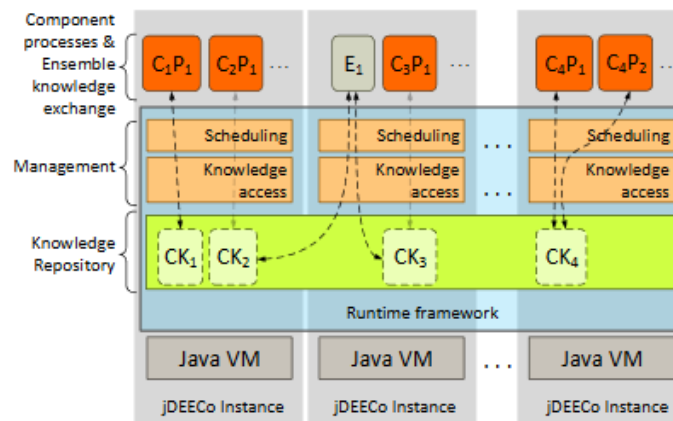 Component
processes &
Ensemble
knowledge
exchange
C₁P₁ C₂P₁ ... E₁ C₃P₁ ... C₄P₁ C₄P₂ ...
Management
Scheduling Scheduling ... Scheduling
Knowledge access Knowledge access ... Knowledge access
Knowledge
Repository
CK₁ CK₂ CK₃ CK₄
Runtime framework
Java VM Java VM ... Java VM
jDEECo Instance jDEECo Instance jDEECo Instance